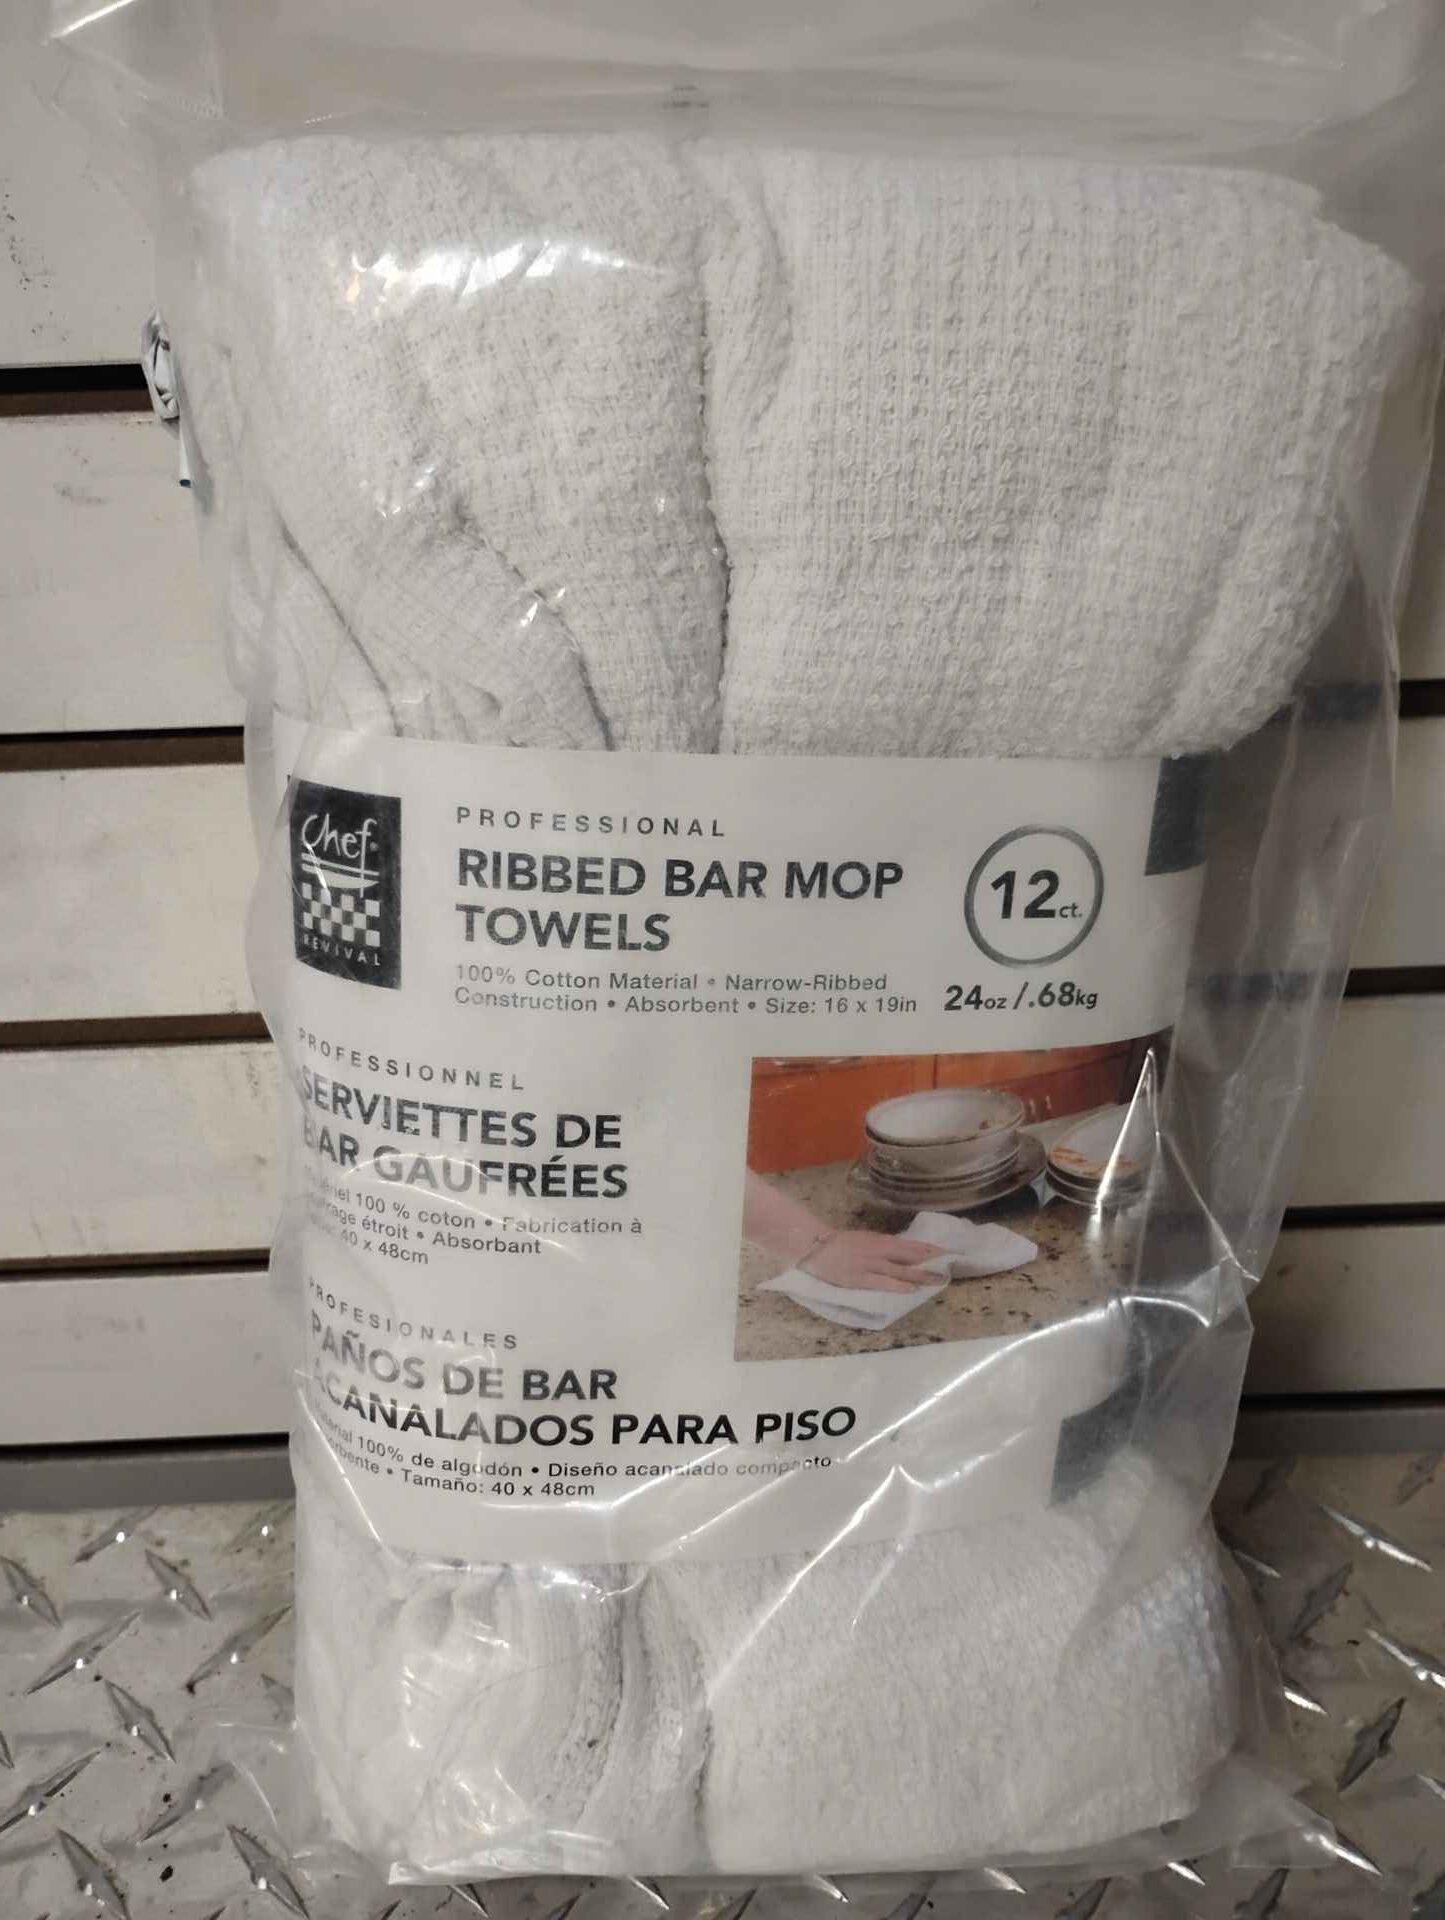 Chef
REVIVAL
PROFESSIONAL
RIBBED BAR MOP
TOWELS
100% Cotton Material • Narrow-Ribbed
Construction • Absorbent • Size: 16 x 19in
12ct.
24oz /.68kg
PROFESSIONNEL
SERVIETTES DE
BAR GAUFRÉES
100 % coton • Fabrication à
étroit • Absorbant
40 x 48cm
PROFESIONALES
PAÑOS DE BAR
ACANALADOS PARA PISO
100% de algodón • Diseño acanalado compacto
• Tamaño: 40 x 48cm